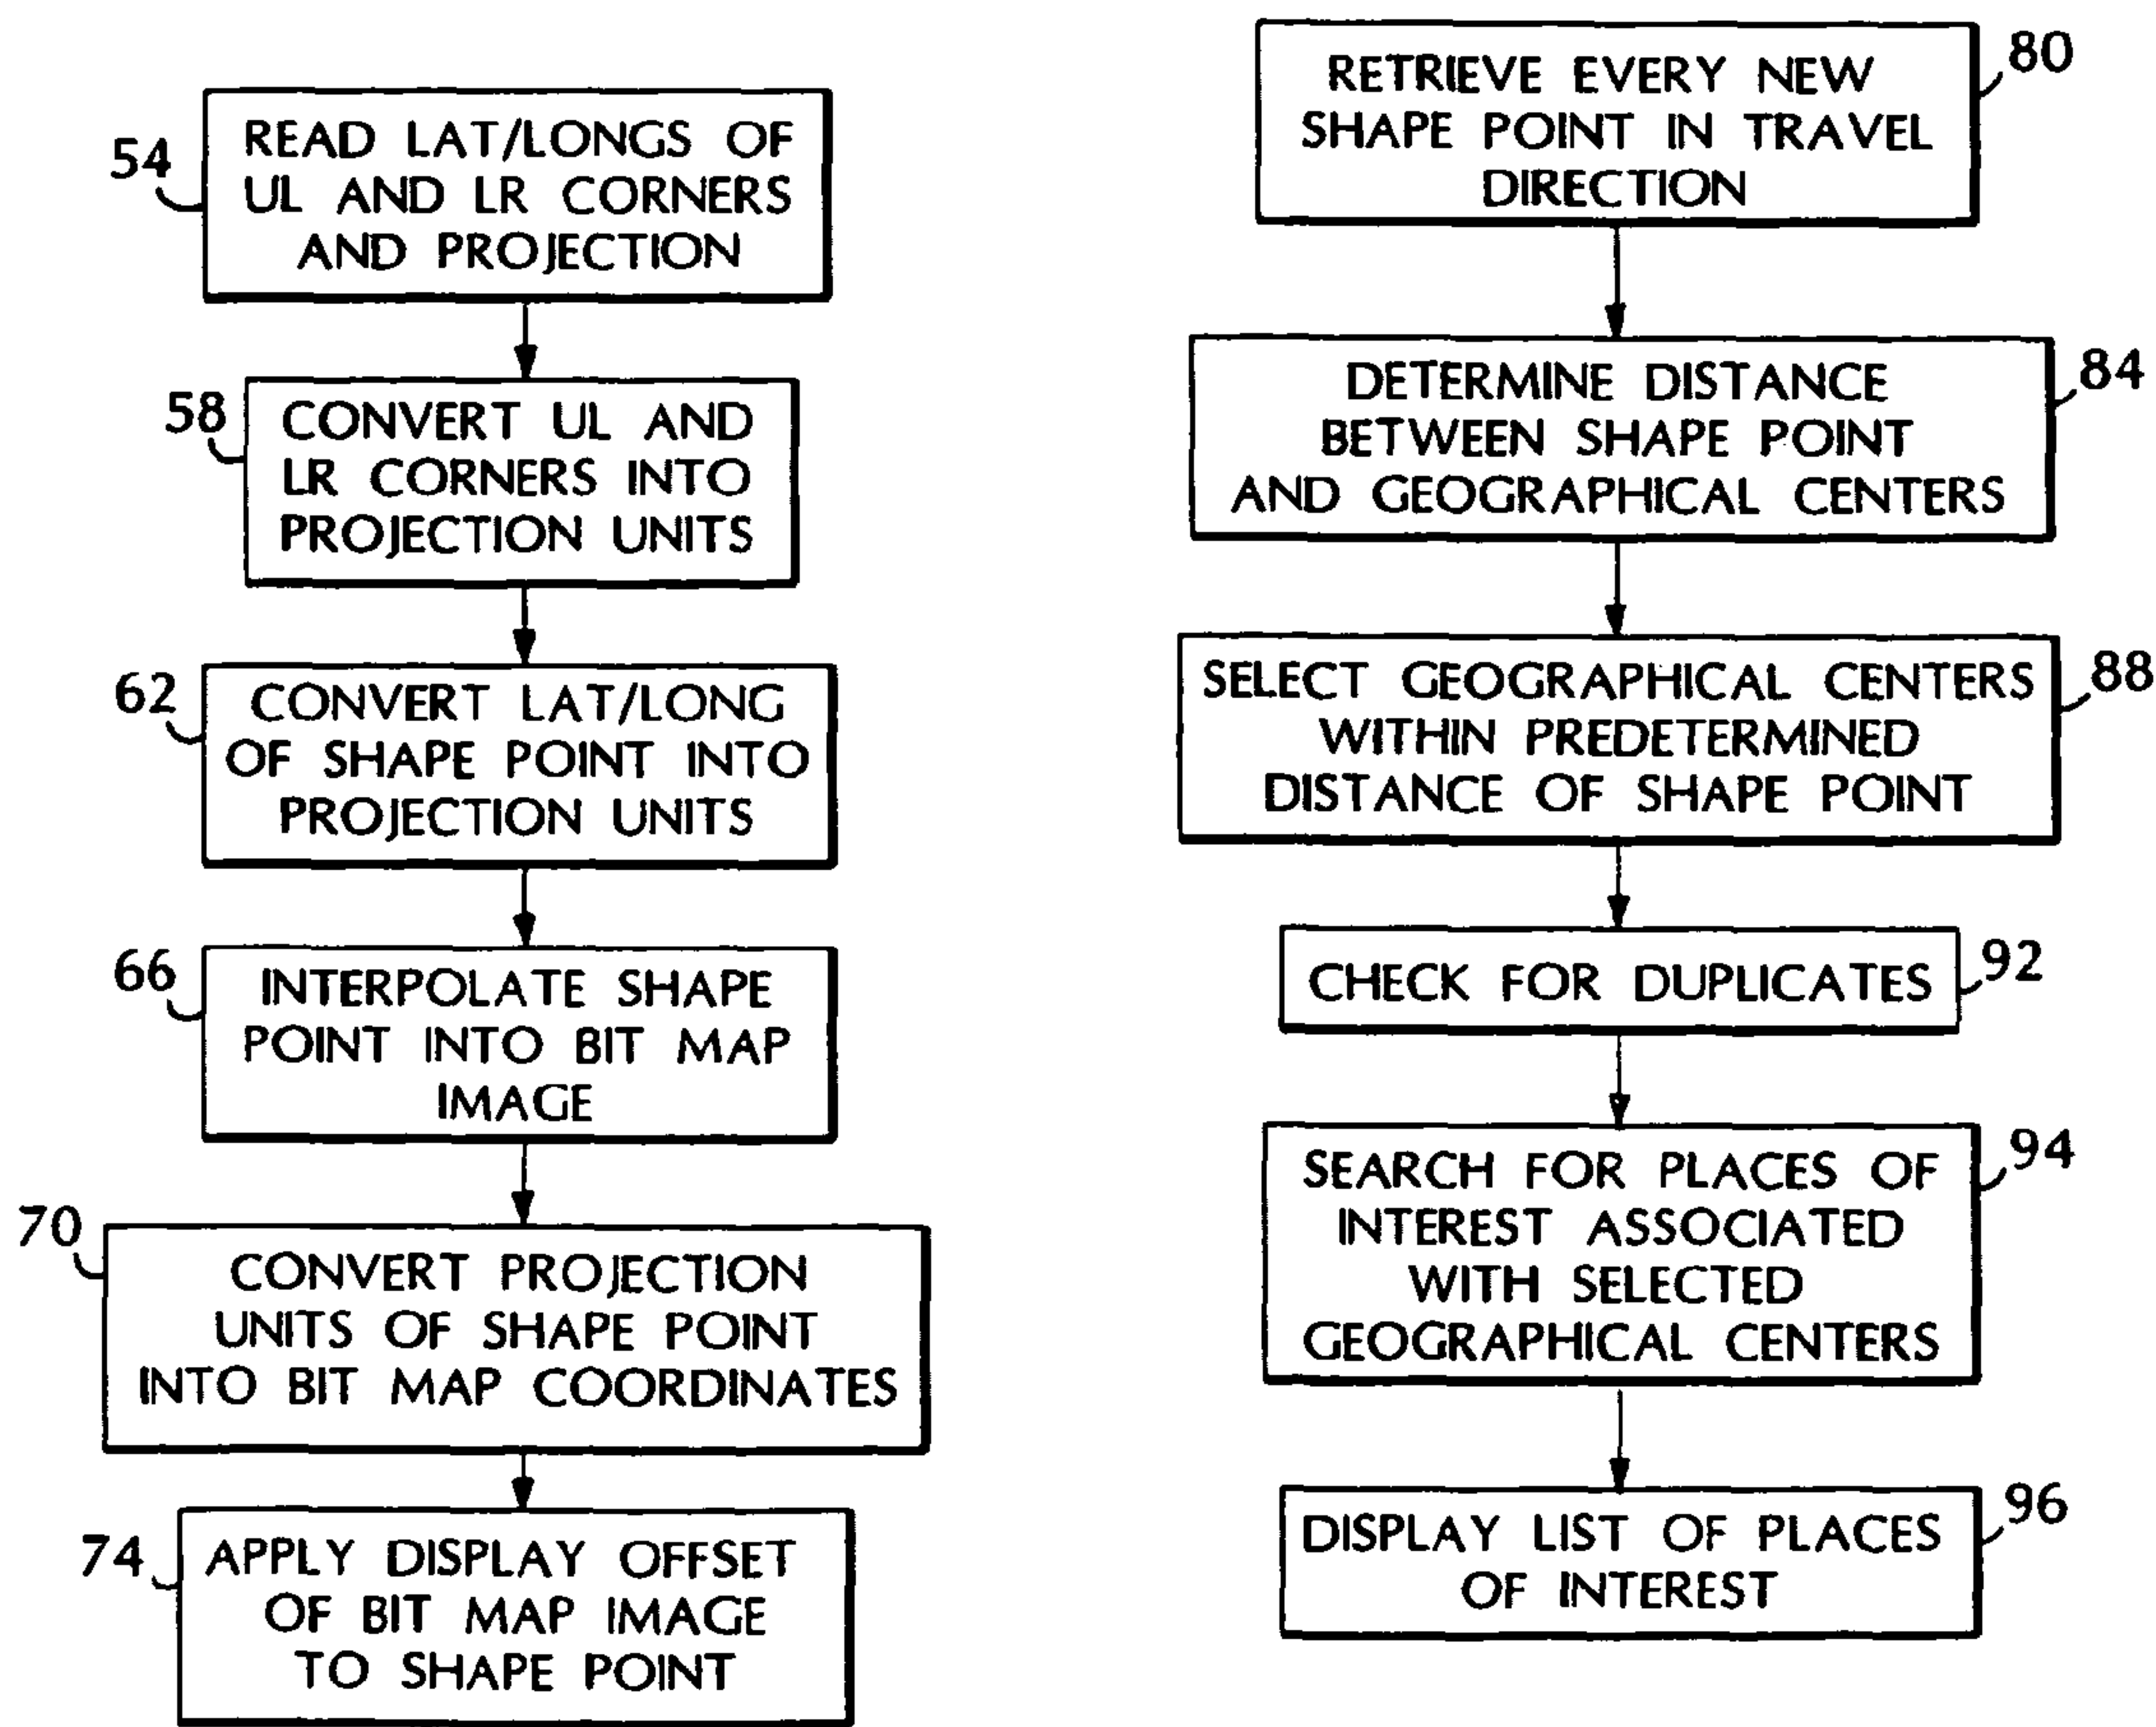 54
READ LAT/LONGS OF
UL AND LR CORNERS
AND PROJECTION
58
CONVERT UL AND
LR CORNERS INTO
PROJECTION UNITS
62
CONVERT LAT/LONG
OF SHAPE POINT INTO
PROJECTION UNITS
66
INTERPOLATE SHAPE
POINT INTO BIT MAP
IMAGE
70
CONVERT PROJECTION
UNITS OF SHAPE POINT
INTO BIT MAP COORDINATES
74
APPLY DISPLAY OFFSET
OF BIT MAP IMAGE
TO SHAPE POINT
80
RETRIEVE EVERY NEW
SHAPE POINT IN TRAVEL
DIRECTION
84
DETERMINE DISTANCE
BETWEEN SHAPE POINT
AND GEOGRAPHICAL CENTERS
88
SELECT GEOGRAPHICAL CENTERS
WITHIN PREDETERMINED
DISTANCE OF SHAPE POINT
92
CHECK FOR DUPLICATES
94
SEARCH FOR PLACES OF
INTEREST ASSOCIATED
WITH SELECTED
GEOGRAPHICAL CENTERS
96
DISPLAY LIST OF PLACES
OF INTEREST